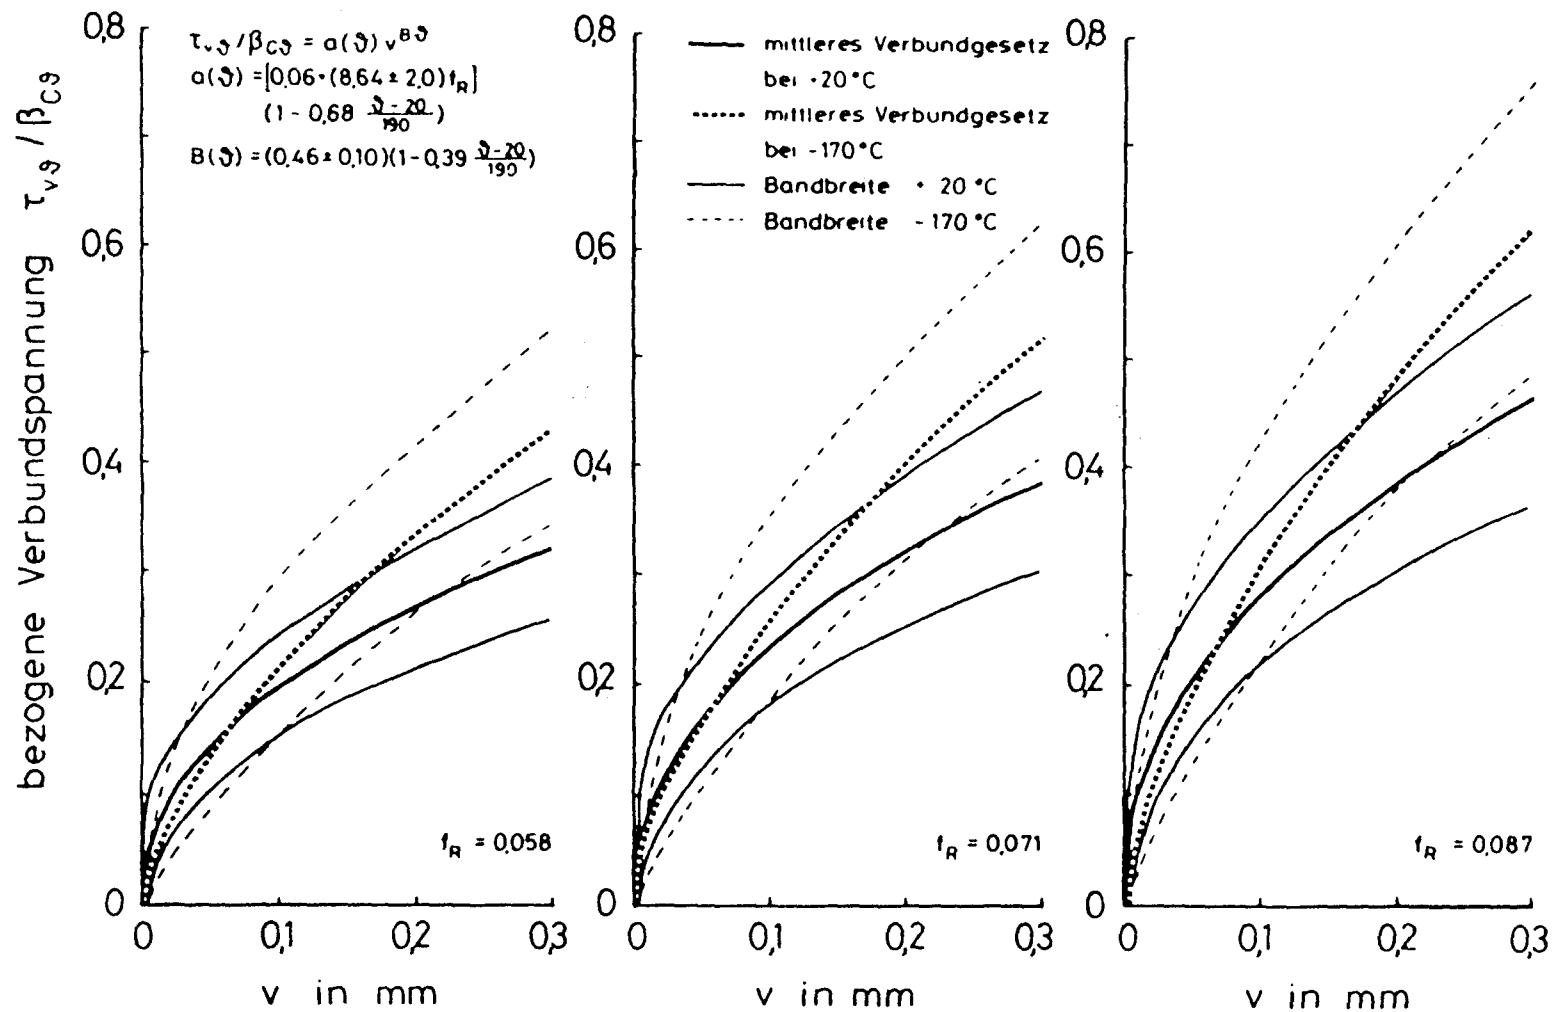 bezogene Verbundspannung τvϑ / βCϑ
0,8
0,6
0,4
0,2
0
τvϑ/βCϑ = a(ϑ) v^Bϑ
a(ϑ) = [0,06+(8,64 ± 2,0) fR]
(1 - 0,68 (ϑ - 20)/190)
B(ϑ) = (0,46 ± 0,10)(1 - 0,39 (ϑ - 20)/190)
fR = 0,058
0 0,1 0,2 0,3
v in mm
0,8
0,6
0,4
0,2
0
mittleres Verbundgesetz
bei +20 °C
mittleres Verbundgesetz
bei -170 °C
Bandbreite + 20 °C
Bandbreite - 170 °C
fR = 0,071
0 0,1 0,2 0,3
v in mm
0,8
0,6
0,4
0,2
0
fR = 0,087
0 0,1 0,2 0,3
v in mm